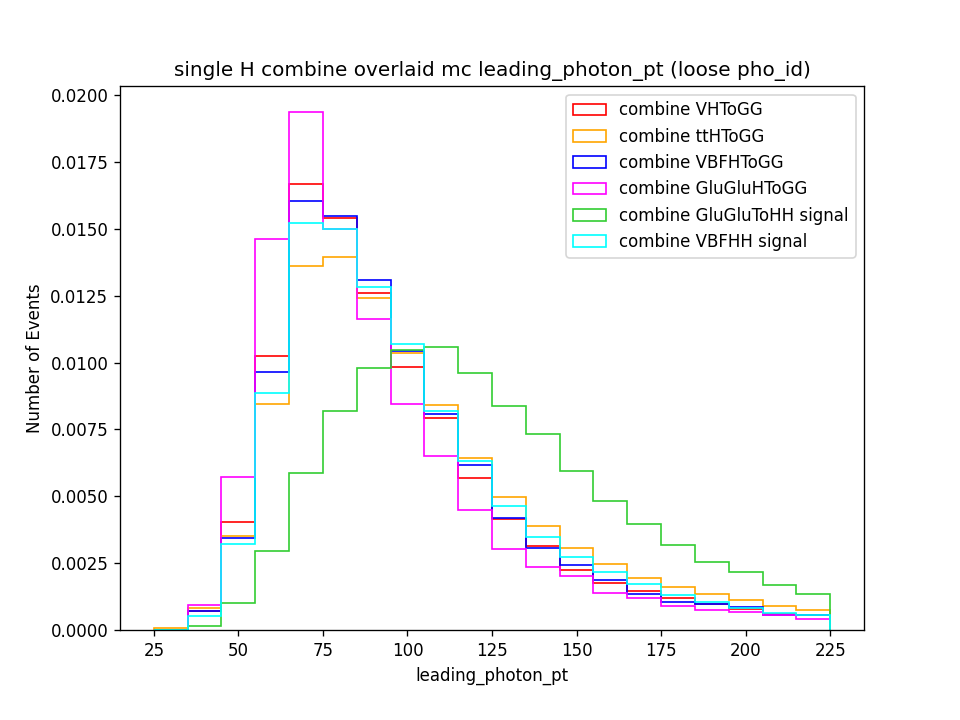 single H combine overlaid mc leading_photon_pt (loose pho_id)
combine VHToGG
combine ttHToGG
combine VBFHToGG
combine GluGluHToGG
combine GluGluToHH signal
combine VBFHH signal
Number of Events
0.0200
0.0175
0.0150
0.0125
0.0100
0.0075
0.0050
0.0025
0.0000
25 50 75 100 125 150 175 200 225
leading_photon_pt